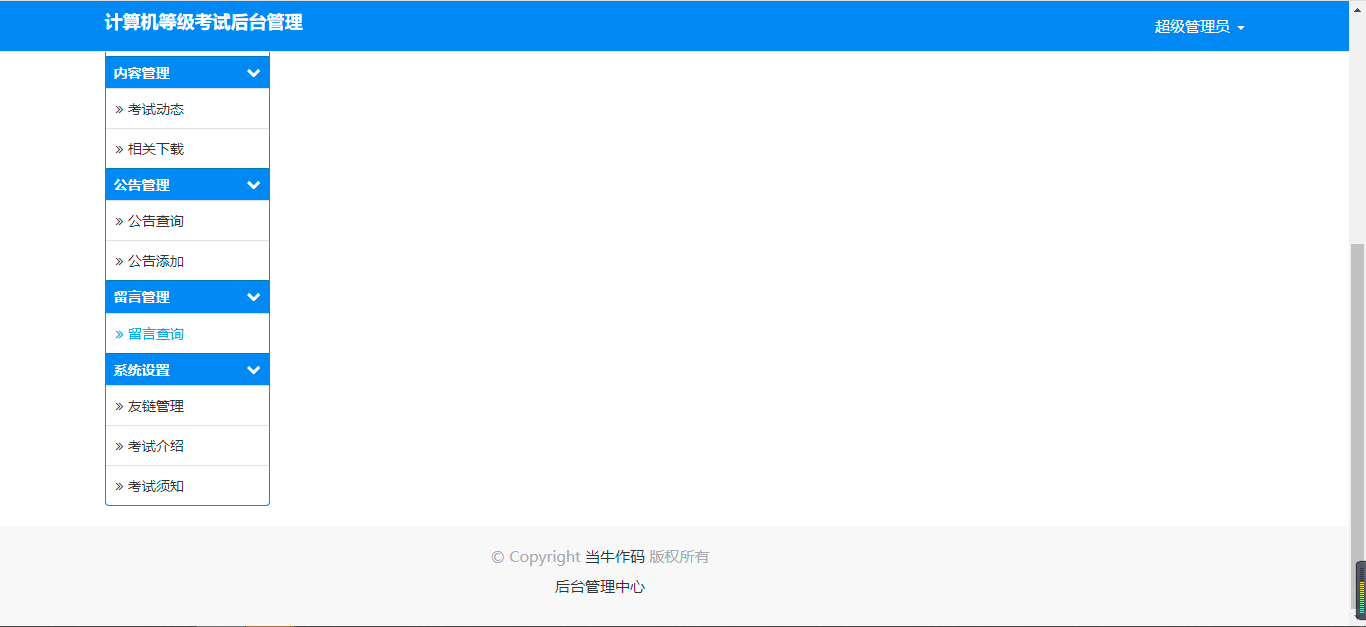 计算机等级考试后台管理
超级管理员
内容管理
» 考试动态
» 相关下载
公告管理
» 公告查询
» 公告添加
留言管理
» 留言查询
系统设置
» 友链管理
» 考试介绍
» 考试须知
© Copyright 当牛作码 版权所有
后台管理中心